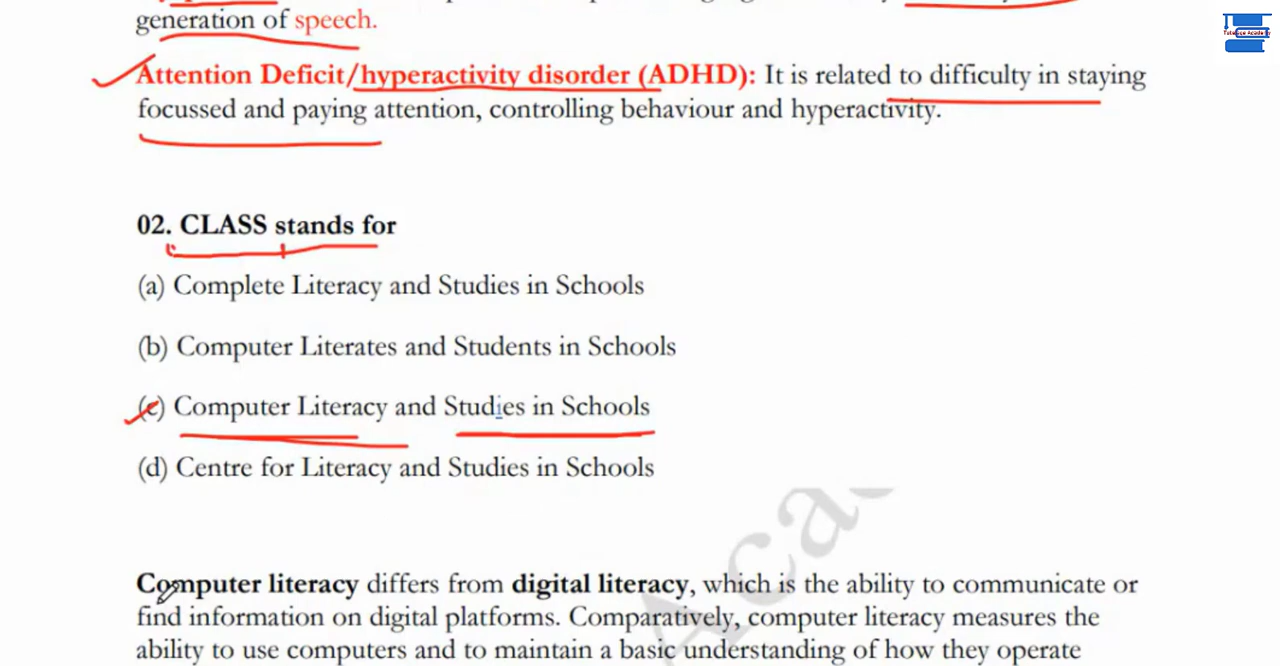 generation of speech.
Attention Deficit/hyperactivity disorder (ADHD): It is related to difficulty in staying
focussed and paying attention, controlling behaviour and hyperactivity.
02. CLASS stands for
(a) Complete Literacy and Studies in Schools
(b) Computer Literates and Students in Schools
(c) Computer Literacy and Studies in Schools
(d) Centre for Literacy and Studies in Schools
Computer literacy differs from digital literacy, which is the ability to communicate or
find information on digital platforms. Comparatively, computer literacy measures the
ability to use computers and to maintain a basic understanding of how they operate